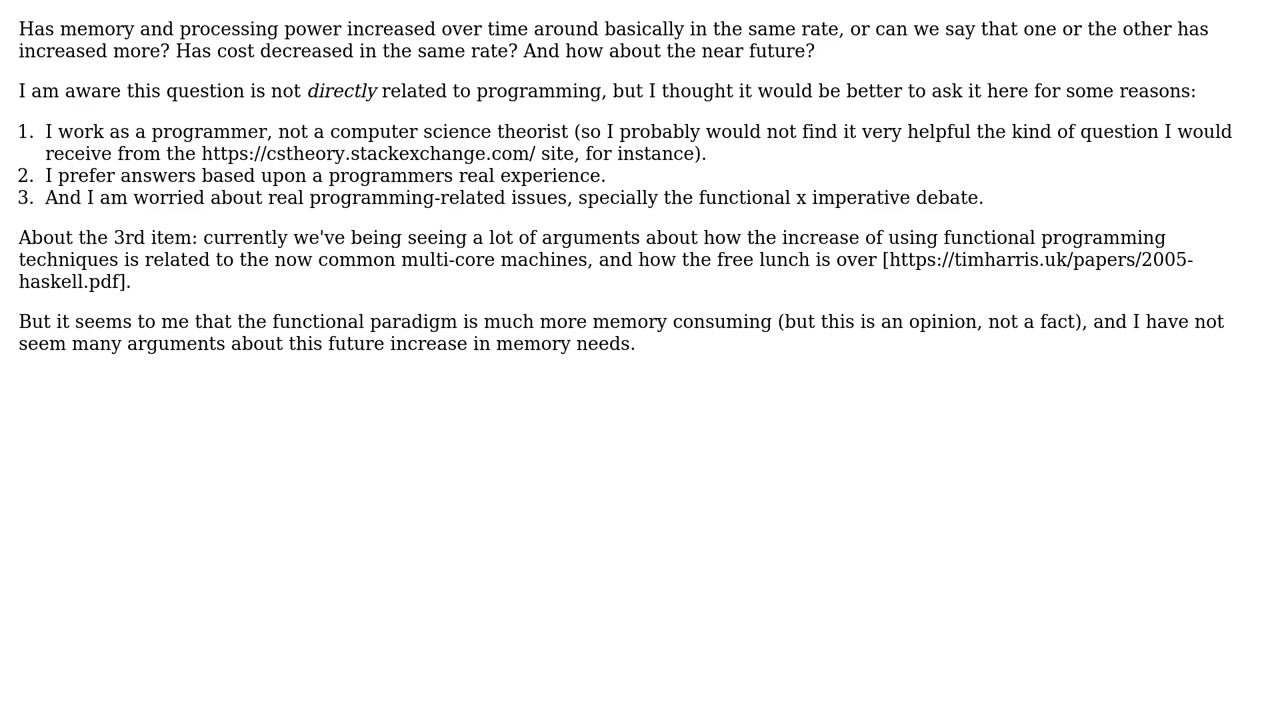 Has memory and processing power increased over time around basically in the same rate, or can we say that one or the other has
increased more? Has cost decreased in the same rate? And how about the near future?
I am aware this question is not directly related to programming, but I thought it would be better to ask it here for some reasons:
1. I work as a programmer, not a computer science theorist (so I probably would not find it very helpful the kind of question I would
receive from the https://cstheory.stackexchange.com/ site, for instance).
2. I prefer answers based upon a programmers real experience.
3. And I am worried about real programming-related issues, specially the functional x imperative debate.
About the 3rd item: currently we've being seeing a lot of arguments about how the increase of using functional programming
techniques is related to the now common multi-core machines, and how the free lunch is over [https://timharris.uk/papers/2005-
haskell.pdf].
But it seems to me that the functional paradigm is much more memory consuming (but this is an opinion, not a fact), and I have not
seem many arguments about this future increase in memory needs.